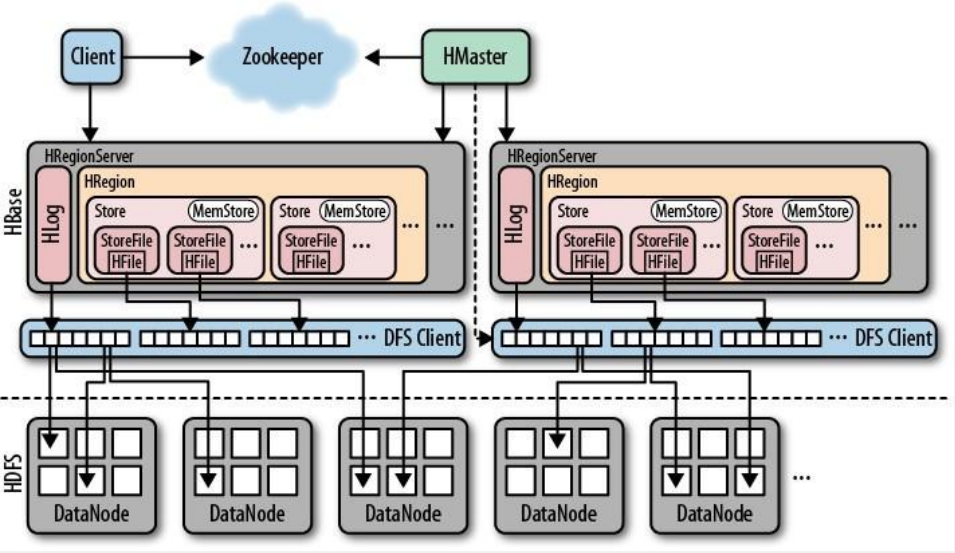 Client
Zookeeper
HMaster
HBase
HRegionServer
HLog
HRegion
Store
MemStore
StoreFile
HFile
StoreFile
HFile
...
Store
MemStore
StoreFile
HFile
...
...
...
HRegionServer
HLog
HRegion
Store
MemStore
StoreFile
HFile
StoreFile
HFile
...
Store
MemStore
StoreFile
HFile
...
...
...
... DFS Client
... DFS Client
HDFS
DataNode
DataNode
DataNode
DataNode
DataNode
...